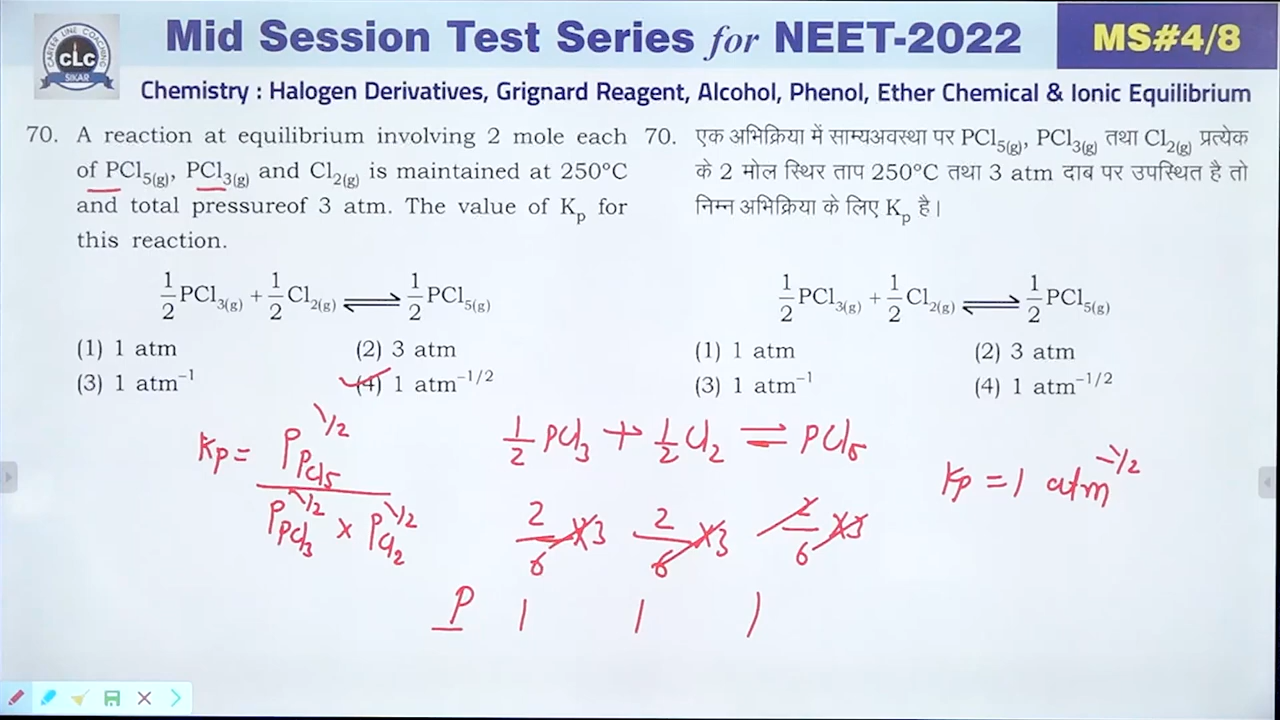 CAREER LINE COACHING
CLC
SIKAR
Mid Session Test Series for NEET-2022
MS#4/8
Chemistry : Halogen Derivatives, Grignard Reagent, Alcohol, Phenol, Ether Chemical & Ionic Equilibrium
70. A reaction at equilibrium involving 2 mole each
of PCl5(g), PCl3(g) and Cl2(g) is maintained at 250°C
and total pressureof 3 atm. The value of Kp for
this reaction.
1/2 PCl3(g) + 1/2 Cl2(g) ⇌ 1/2 PCl5(g)
(1) 1 atm (2) 3 atm
(3) 1 atm⁻¹ (4) 1 atm⁻¹/²
70. एक अभिक्रिया में साम्यअवस्था पर PCl5(g), PCl3(g) तथा Cl2(g) प्रत्येक
के 2 मोल स्थिर ताप 250°C तथा 3 atm दाब पर उपस्थित है तो
निम्न अभिक्रिया के लिए Kp है।
1/2 PCl3(g) + 1/2 Cl2(g) ⇌ 1/2 PCl5(g)
(1) 1 atm (2) 3 atm
(3) 1 atm⁻¹ (4) 1 atm⁻¹/²
Kp = P PCl5 1/2 / P PCl3 1/2 × P Cl2 1/2
1/2 PCl3 + 1/2 Cl2 ⇌ PCl5
2/6 ×3 2/6 ×3 2/6 ×3
P 1 1 1
Kp = 1 atm⁻¹/²